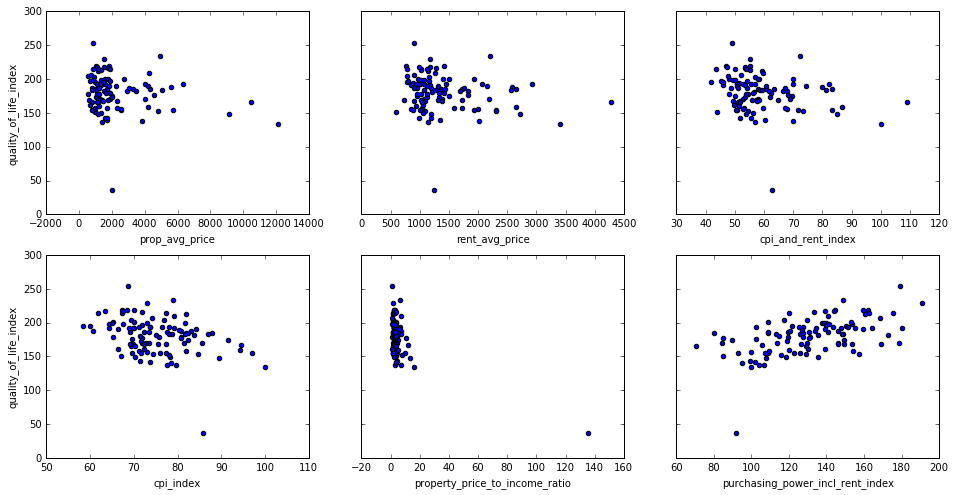 300
250
200
150
100
50
0
quality_of_life_index
−2000 0 2000 4000 6000 8000 10000 12000 14000
prop_avg_price
0 500 1000 1500 2000 2500 3000 3500 4000 4500
rent_avg_price
30 40 50 60 70 80 90 100 110 120
cpi_and_rent_index
300
250
200
150
100
50
0
quality_of_life_index
50 60 70 80 90 100 110
cpi_index
−20 0 20 40 60 80 100 120 140 160
property_price_to_income_ratio
60 80 100 120 140 160 180 200
purchasing_power_incl_rent_index